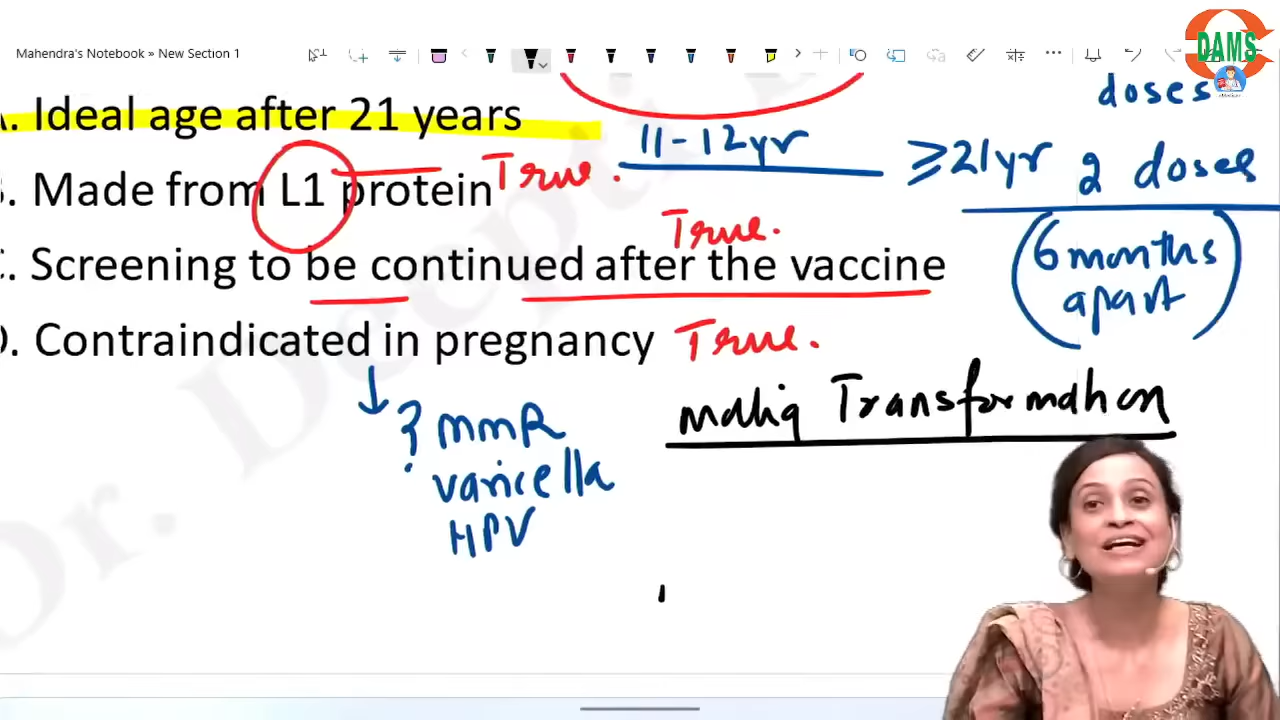 Mahendra's Notebook » New Section 1
DAMS
doses
A. Ideal age after 21 years
11-12yr
≥21yr 2 doses
B. Made from L1 protein True.
True.
C. Screening to be continued after the vaccine
(6 months
apart)
D. Contraindicated in pregnancy True.
malig Transformation
? MMR
varicella
HPV
Dr. Deepti